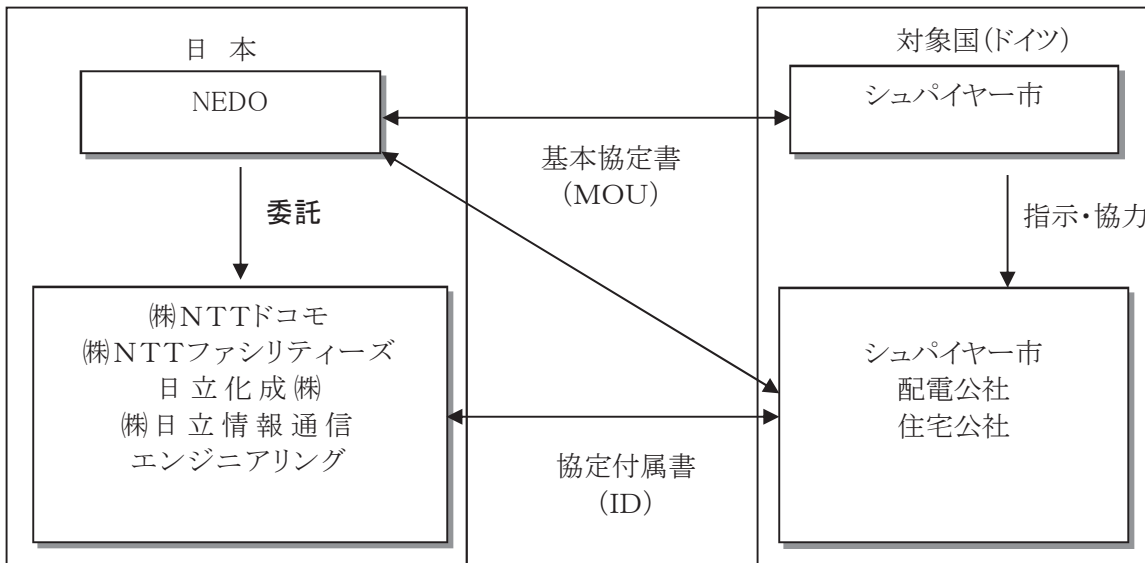 日 本
NEDO
委託
㈱NTTドコモ
㈱NTTファシリティーズ
日 立 化 成 ㈱
㈱日 立 情 報 通 信
エンジニアリング
基本協定書
(MOU)
協定付属書
(ID)
対象国(ドイツ)
シュパイヤー市
指示・協力
シュパイヤー市
配電公社
住宅公社